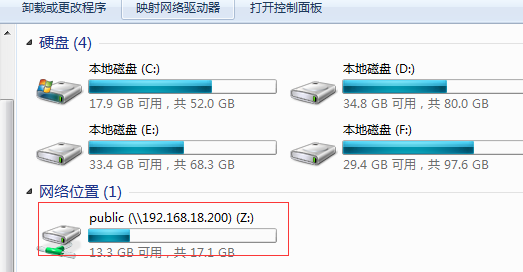 卸载或更改程序 映射网络驱动器 打开控制面板
硬盘 (4)
本地磁盘 (C:) 本地磁盘 (D:)
17.9 GB 可用，共 52.0 GB 34.8 GB 可用，共 80.0 GB
本地磁盘 (E:) 本地磁盘 (F:)
33.4 GB 可用，共 68.3 GB 29.4 GB 可用，共 97.6 GB
网络位置 (1)
public (\\192.168.18.200) (Z:)
13.3 GB 可用，共 17.1 GB